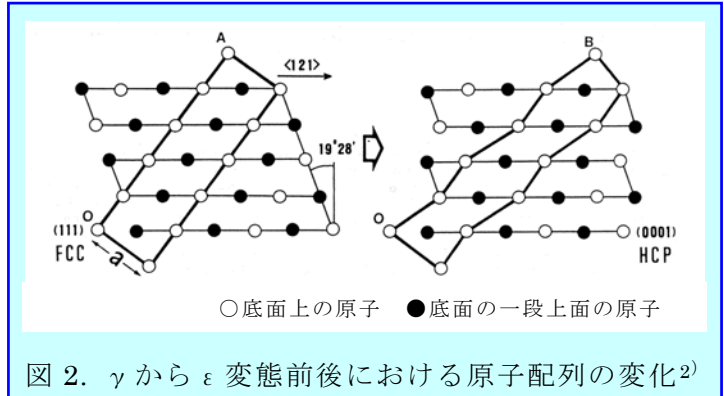 A
<121>
B
19°28'
O
(111)
FCC
a
O
(0001)
HCP
○底面上の原子 ●底面の一段上面の原子
図 2. γ から ε 変態前後における原子配列の変化2)